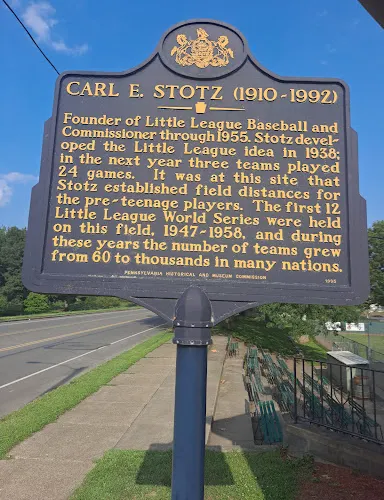 CARL E. STOTZ (1910-1992)
Founder of Little League Baseball and
Commissioner through 1955. Stotz devel-
oped the Little League idea in 1938;
in the next year three teams played
24 games. It was at this site that
Stotz established field distances for
the pre-teenage players. The first 12
Little League World Series were held
on this field, 1947-1958, and during
these years the number of teams grew
from 60 to thousands in many nations.
PENNSYLVANIA HISTORICAL AND MUSEUM COMMISSION 1995